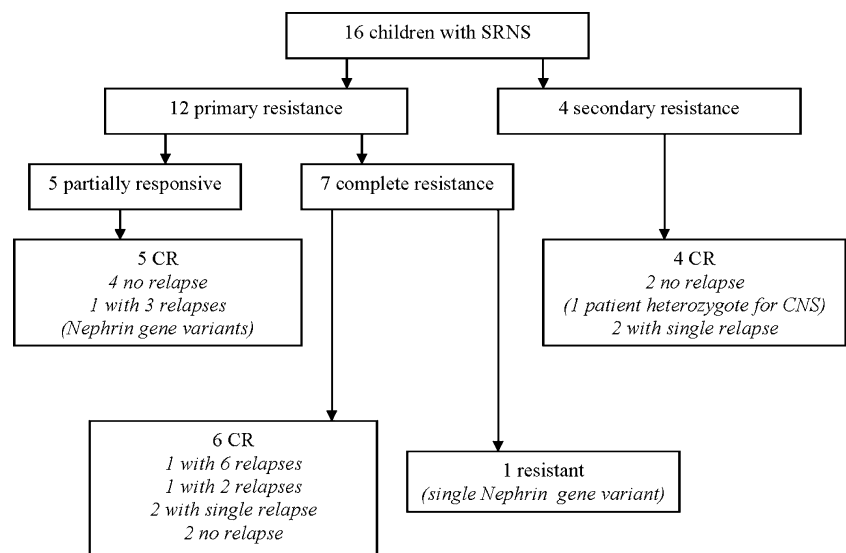 16 children with SRNS
12 primary resistance
4 secondary resistance
5 partially responsive
7 complete resistance
5 CR
4 no relapse
1 with 3 relapses
(Nephrin gene variants)
4 CR
2 no relapse
(1 patient heterozygote for CNS)
2 with single relapse
6 CR
1 with 6 relapses
1 with 2 relapses
2 with single relapse
2 no relapse
1 resistant
(single Nephrin gene variant)